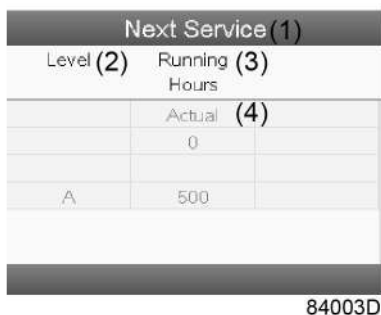 Next Service (1)
Level (2) Running (3)
Hours
Actual (4)
0
A 500
84003D